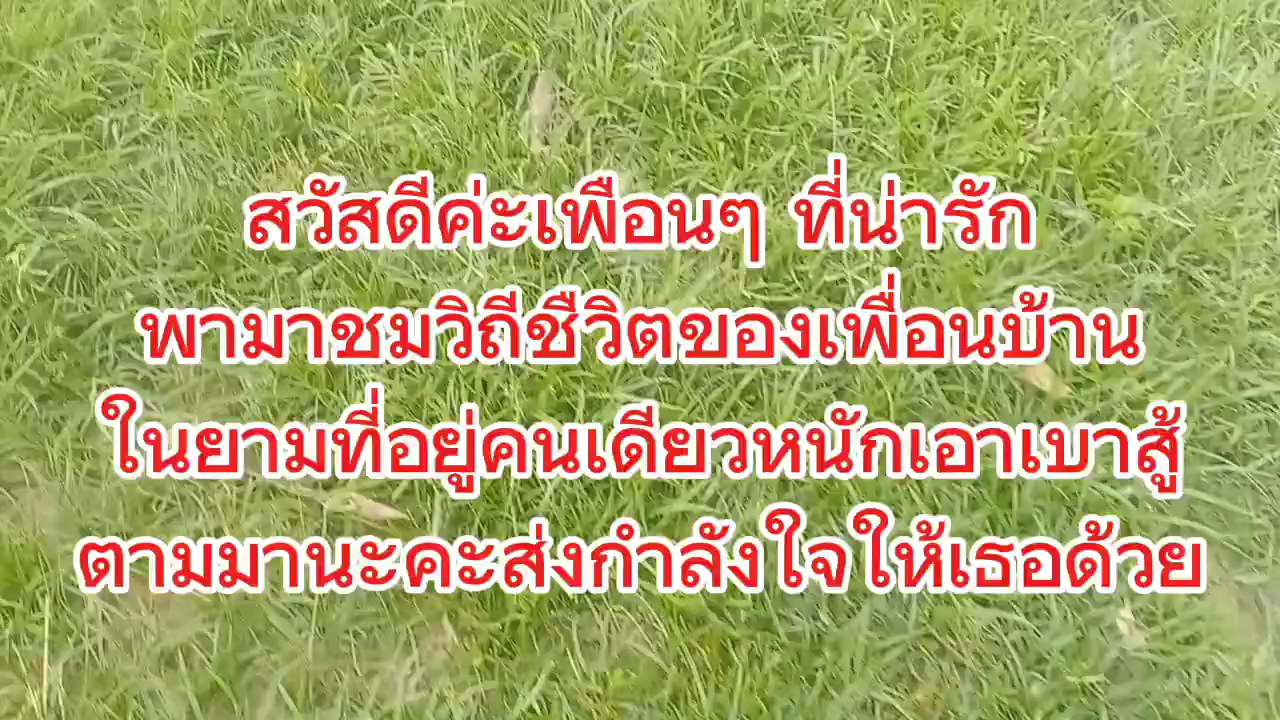 สวัสดีค่ะเพือนๆ ที่น่ารัก
พามาชมวิถีชีวิตของเพื่อนบ้าน
ในยามที่อยู่คนเดียวหนักเอาเบาสู้
ตามมานะคะส่งกำลังใจให้เธอด้วย